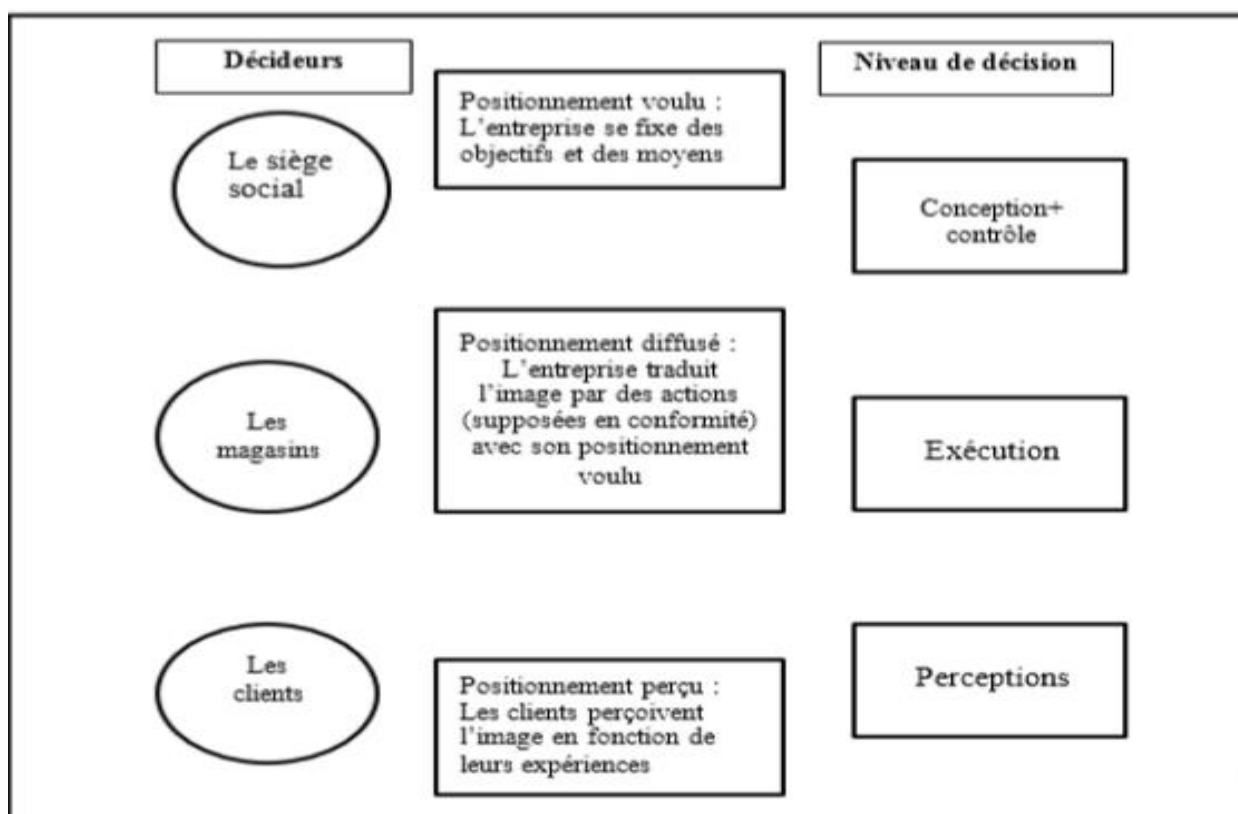 Décideurs
Niveau de décision
Le siège
social
Positionnement voulu :
L'entreprise se fixe des
objectifs et des moyens
Conception+
contrôle
Les
magasins
Positionnement diffusé :
L'entreprise traduit
l'image par des actions
(supposées en conformité)
avec son positionnement
voulu
Exécution
Les
clients
Positionnement perçu :
Les clients perçoivent
l'image en fonction de
leurs expériences
Perceptions